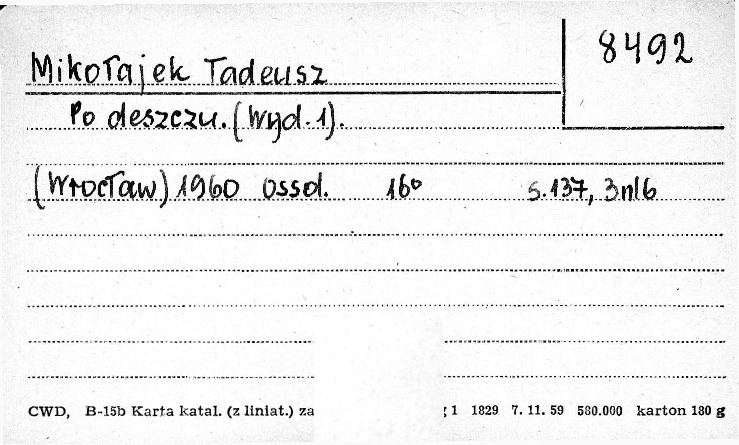 8492
Mikołajek Tadeusz
Po deszczu. (Wyd. 1).
(Wrocław) 1960 Ossol. 16° s. 137, 3nlb
CWD, B-15b Karta katal. (z liniat.) za 1 1829 7. 11. 59 580.000 karton 180 g